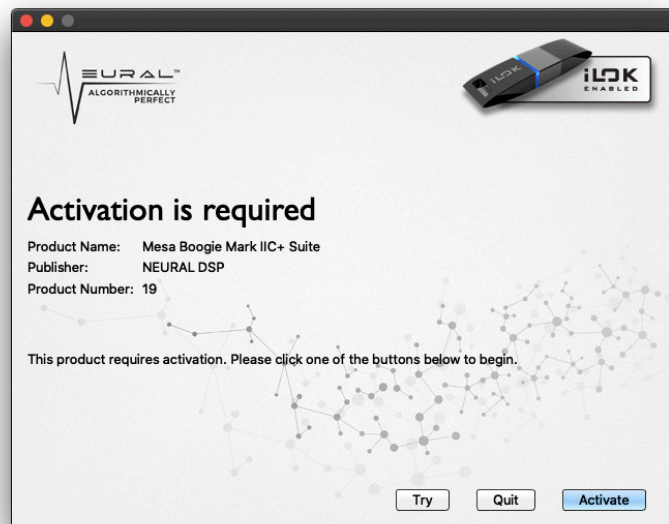 NEURAL™
ALGORITHMICALLY
PERFECT
iLOK
iLOK
ENABLED
Activation is required
Product Name: Mesa Boogie Mark IIC+ Suite
Publisher: NEURAL DSP
Product Number: 19
This product requires activation. Please click one of the buttons below to begin.
Try
Quit
Activate